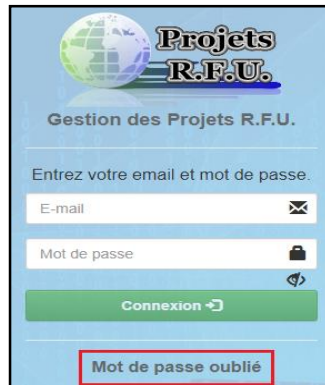 Projets
R.F.U.
Gestion des Projets R.F.U.
Entrez votre email et mot de passe.
E-mail
Mot de passe
Connexion
Mot de passe oublié